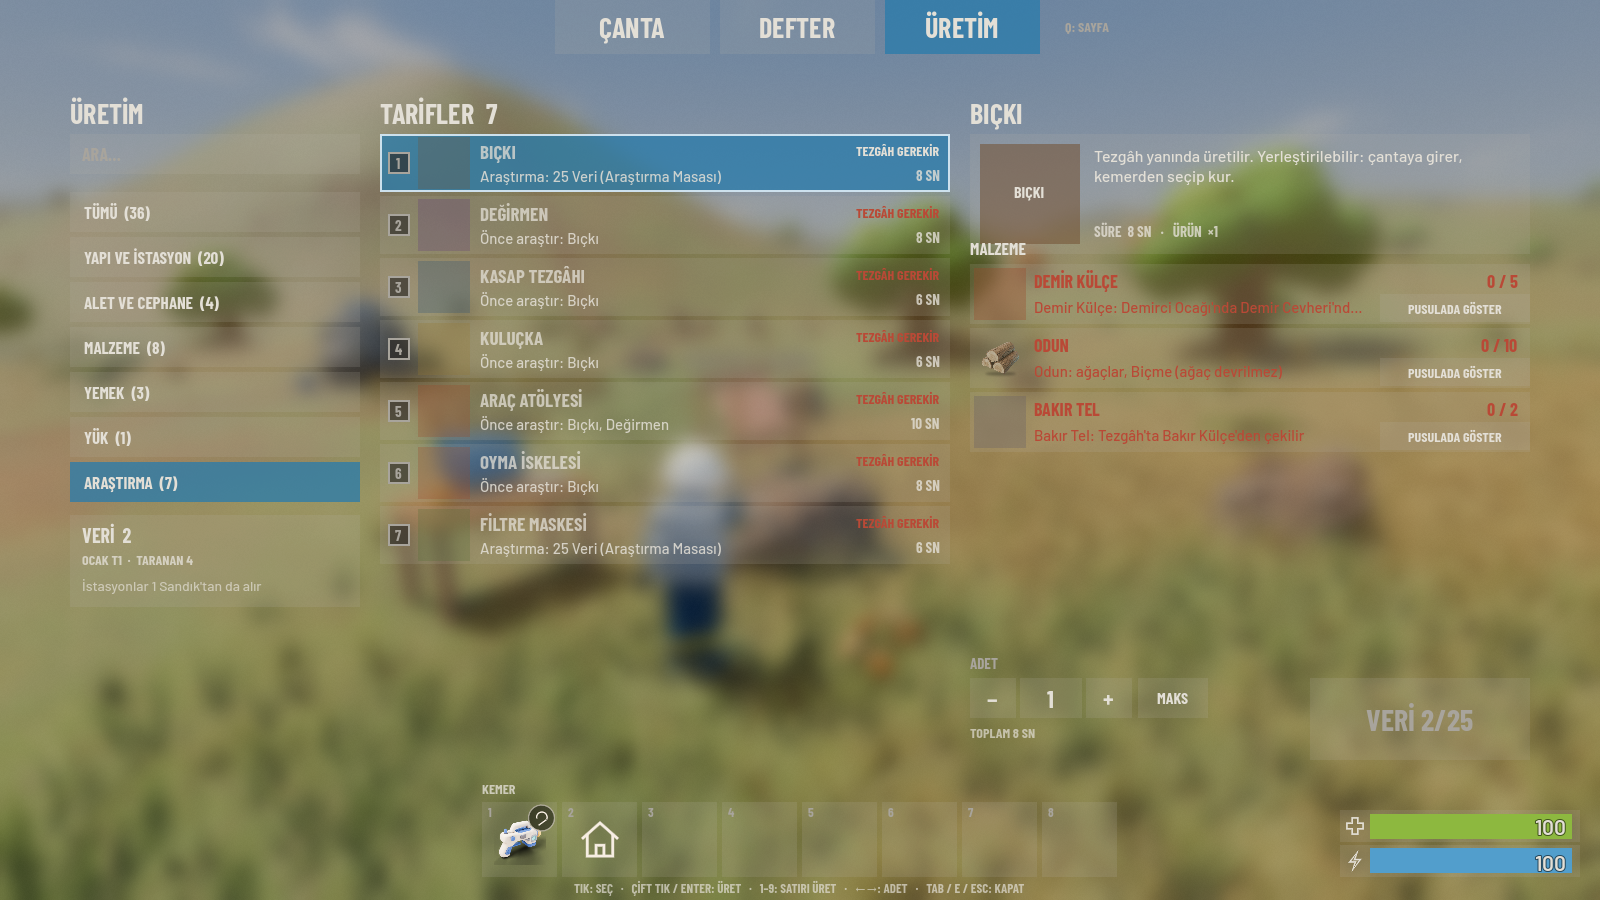 ÇANTA
DEFTER
ÜRETİM
Q: SAYFA
ÜRETİM
ARA...
TÜMÜ (36)
YAPI VE İSTASYON (20)
ALET VE CEPHANE (4)
MALZEME (8)
YEMEK (3)
YÜK (1)
ARAŞTIRMA (7)
VERİ 2
OCAK T1 · TARANAN 4
İstasyonlar 1 Sandık'tan da alır
TARİFLER 7
1
BIÇKI
TEZGÂH GEREKİR
Araştırma: 25 Veri (Araştırma Masası)
8 SN
2
DEĞİRMEN
TEZGÂH GEREKİR
Önce araştır: Bıçkı
8 SN
3
KASAP TEZGÂHI
TEZGÂH GEREKİR
Önce araştır: Bıçkı
6 SN
4
KULUÇKA
TEZGÂH GEREKİR
Önce araştır: Bıçkı
6 SN
5
ARAÇ ATÖLYESİ
TEZGÂH GEREKİR
Önce araştır: Bıçkı, Değirmen
10 SN
6
OYMA İSKELESİ
TEZGÂH GEREKİR
Önce araştır: Bıçkı
8 SN
7
FİLTRE MASKESİ
TEZGÂH GEREKİR
Araştırma: 25 Veri (Araştırma Masası)
6 SN
BIÇKI
BIÇKI
Tezgâh yanında üretilir. Yerleştirilebilir: çantaya girer,
kemerden seçip kur.
SÜRE 8 SN · ÜRÜN ×1
MALZEME
DEMİR KÜLÇE
0 / 5
Demir Külçe: Demirci Ocağı'nda Demir Cevheri'nd...
PUSULADA GÖSTER
ODUN
0 / 10
Odun: ağaçlar, Biçme (ağaç devrilmez)
PUSULADA GÖSTER
BAKIR TEL
0 / 2
Bakır Tel: Tezgâh'ta Bakır Külçe'den çekilir
PUSULADA GÖSTER
ADET
– 1 + MAKS
TOPLAM 8 SN
VERİ 2/25
KEMER
1 2 3 4 5 6 7 8
100
100
TIK: SEÇ · ÇİFT TIK / ENTER: ÜRET · 1-9: SATIRI ÜRET · ←→: ADET · TAB / E / ESC: KAPAT